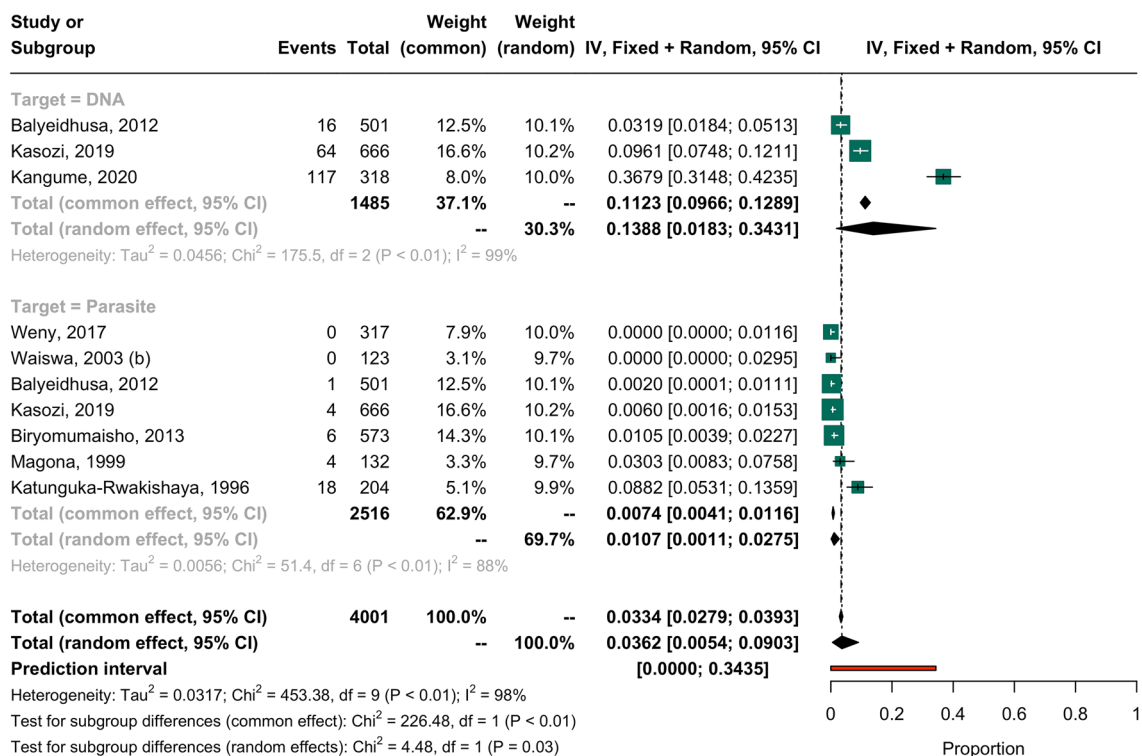 Study or Weight Weight
Subgroup Events Total (common) (random) IV, Fixed + Random, 95% CI IV, Fixed + Random, 95% CI
Target = DNA
Balyeidhusa, 2012 16 501 12.5% 10.1% 0.0319 [0.0184; 0.0513]
Kasozi, 2019 64 666 16.6% 10.2% 0.0961 [0.0748; 0.1211]
Kangume, 2020 117 318 8.0% 10.0% 0.3679 [0.3148; 0.4235]
Total (common effect, 95% CI) 1485 37.1% -- 0.1123 [0.0966; 0.1289]
Total (random effect, 95% CI) -- 30.3% 0.1388 [0.0183; 0.3431]
Heterogeneity: Tau² = 0.0456; Chi² = 175.5, df = 2 (P < 0.01); I² = 99%
Target = Parasite
Weny, 2017 0 317 7.9% 10.0% 0.0000 [0.0000; 0.0116]
Waiswa, 2003 (b) 0 123 3.1% 9.7% 0.0000 [0.0000; 0.0295]
Balyeidhusa, 2012 1 501 12.5% 10.1% 0.0020 [0.0001; 0.0111]
Kasozi, 2019 4 666 16.6% 10.2% 0.0060 [0.0016; 0.0153]
Biryomumaisho, 2013 6 573 14.3% 10.1% 0.0105 [0.0039; 0.0227]
Magona, 1999 4 132 3.3% 9.7% 0.0303 [0.0083; 0.0758]
Katunguka-Rwakishaya, 1996 18 204 5.1% 9.9% 0.0882 [0.0531; 0.1359]
Total (common effect, 95% CI) 2516 62.9% -- 0.0074 [0.0041; 0.0116]
Total (random effect, 95% CI) -- 69.7% 0.0107 [0.0011; 0.0275]
Heterogeneity: Tau² = 0.0056; Chi² = 51.4, df = 6 (P < 0.01); I² = 88%
Total (common effect, 95% CI) 4001 100.0% -- 0.0334 [0.0279; 0.0393]
Total (random effect, 95% CI) -- 100.0% 0.0362 [0.0054; 0.0903]
Prediction interval [0.0000; 0.3435]
Heterogeneity: Tau² = 0.0317; Chi² = 453.38, df = 9 (P < 0.01); I² = 98%
Test for subgroup differences (common effect): Chi² = 226.48, df = 1 (P < 0.01) 0 0.2 0.4 0.6 0.8 1
Test for subgroup differences (random effects): Chi² = 4.48, df = 1 (P = 0.03) Proportion